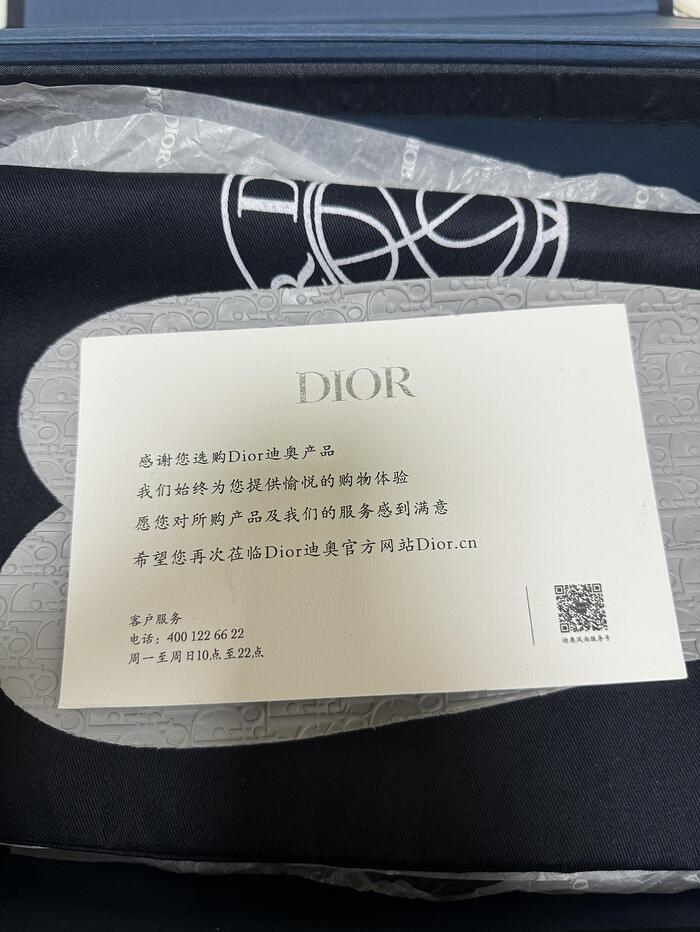 DIOR
DIOR
DIOR
感谢您选购Dior迪奥产品
我们始终为您提供愉悦的购物体验
愿您对所购产品及我们的服务感到满意
希望您再次莅临Dior迪奥官方网站Dior.cn
客户服务
电话：400 122 66 22
周一至周日10点至22点
迪奥风尚服务号